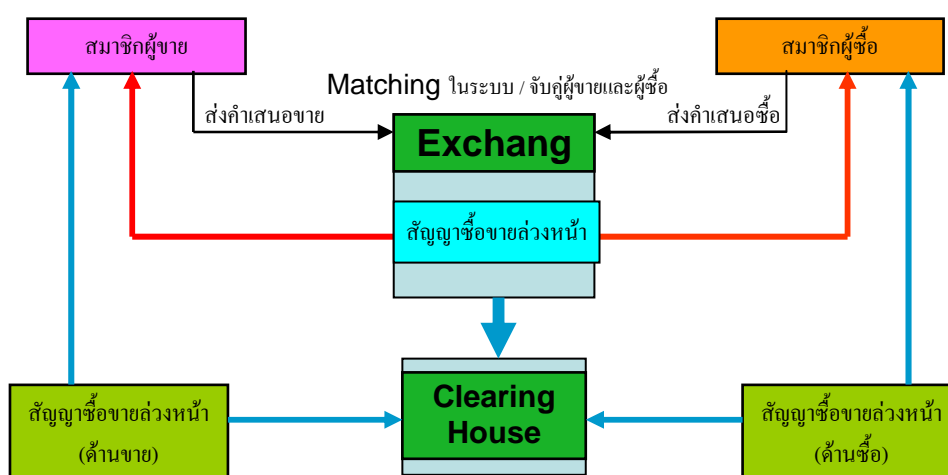 สมาชิกผู้ขาย
สมาชิกผู้ซื้อ
Matching ในระบบ / จับคู่ผู้ขายและผู้ซื้อ
ส่งคำเสนอขาย
ส่งคำเสนอซื้อ
Exchang
สัญญาซื้อขายล่วงหน้า
สัญญาซื้อขายล่วงหน้า
(ด้านขาย)
Clearing
House
สัญญาซื้อขายล่วงหน้า
(ด้านซื้อ)